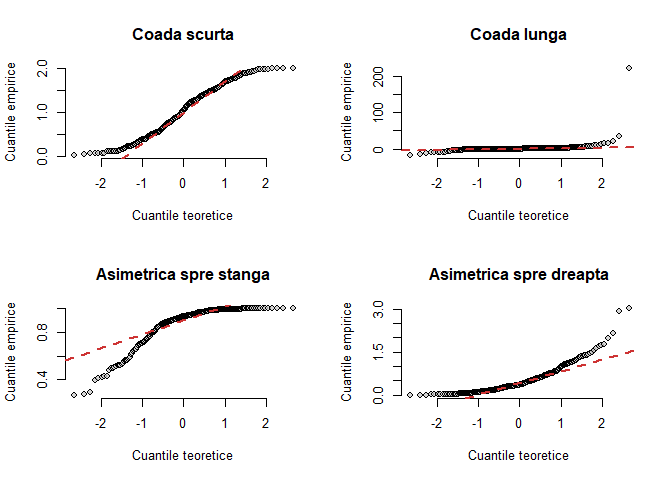 Coada scurta
Cuantile empirice
0.0 1.0 2.0
-2 -1 0 1 2
Cuantile teoretice
Coada lunga
Cuantile empirice
0 100 200
-2 -1 0 1 2
Cuantile teoretice
Asimetrica spre stanga
Cuantile empirice
0.4 0.8
-2 -1 0 1 2
Cuantile teoretice
Asimetrica spre dreapta
Cuantile empirice
0.0 1.5 3.0
-2 -1 0 1 2
Cuantile teoretice